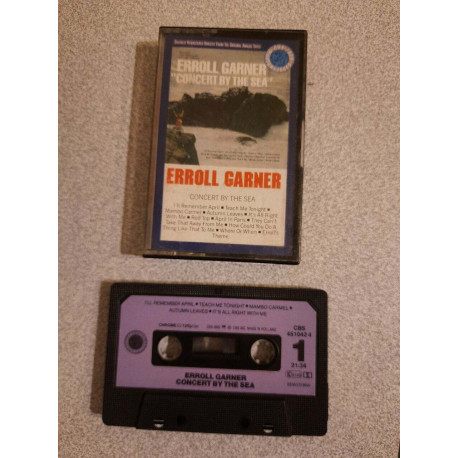 ERROLL GARNER
"CONCERT BY THE SEA"
ERROLL GARNER
CONCERT BY THE SEA
I'll Remember April • Teach Me Tonight •
Mambo Carmel • Autumn Leaves • It's All Right
With Me • Red Top • April In Paris • They Can't
Take That Away From Me • How Could You Do A
Thing Like That To Me • Where Or When • Erroll's
Theme
I'LL REMEMBER APRIL • TEACH ME TONIGHT • MAMBO CARMEL •
AUTUMN LEAVES • IT'S ALL RIGHT WITH ME
CBS
451042 4
1
21:34
ERROLL GARNER
CONCERT BY THE SEA